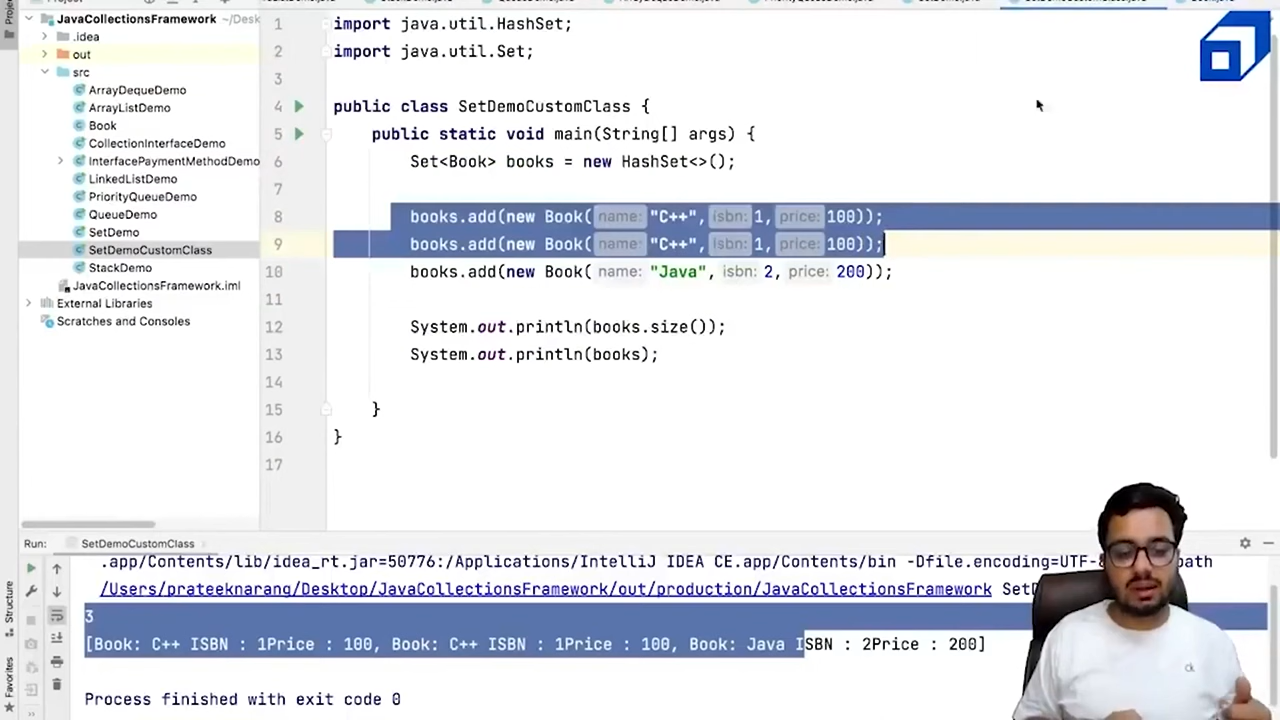 JavaCollectionsFramework ~/Desk
.idea
out
src
ArrayDequeDemo
ArrayListDemo
Book
CollectionInterfaceDemo
InterfacePaymentMethodDemo
LinkedListDemo
PriorityQueueDemo
QueueDemo
SetDemo
SetDemoCustomClass
StackDemo
JavaCollectionsFramework.iml
External Libraries
Scratches and Consoles
1 import java.util.HashSet;
2 import java.util.Set;
3
4 public class SetDemoCustomClass {
5 public static void main(String[] args) {
6 Set<Book> books = new HashSet<>();
7
8 books.add(new Book( name: "C++", isbn: 1, price: 100));
9 books.add(new Book( name: "C++", isbn: 1, price: 100));
10 books.add(new Book( name: "Java", isbn: 2, price: 200));
11
12 System.out.println(books.size());
13 System.out.println(books);
14
15 }
16 }
17
Run: SetDemoCustomClass
.app/Contents/lib/idea_rt.jar=50776:/Applications/IntelliJ IDEA CE.app/Contents/bin -Dfile.encoding=UTF-
/Users/prateeknarang/Desktop/JavaCollectionsFramework/out/production/JavaCollectionsFramework
3
[Book: C++ ISBN : 1Price : 100, Book: C++ ISBN : 1Price : 100, Book: Java ISBN : 2Price : 200]
Process finished with exit code 0
Structure
Favorites